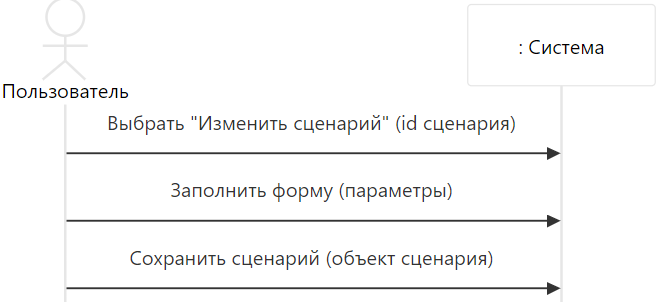 : Система
Пользователь
Выбрать "Изменить сценарий" (id сценария)
Заполнить форму (параметры)
Сохранить сценарий (объект сценария)